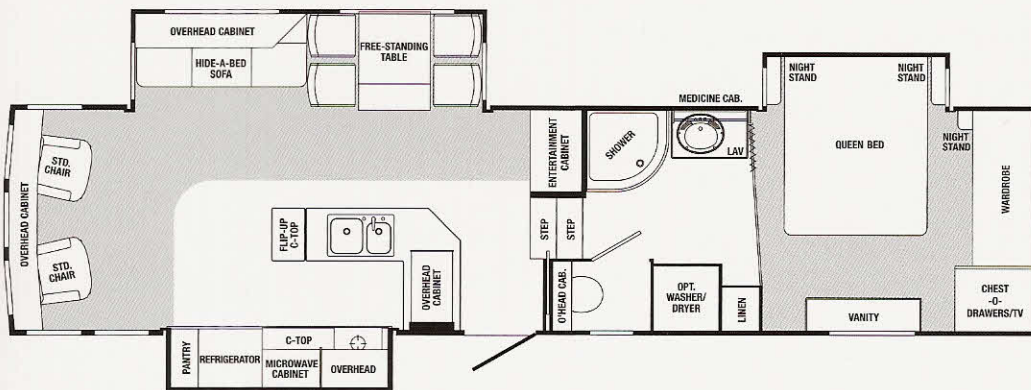 OVERHEAD CABINET
HIDE-A-BED
SOFA
FREE-STANDING
TABLE
OVERHEAD CABINET
STD.
CHAIR
STD.
CHAIR
ENTERTAINMENT
CABINET
FLIP-UP
C-TOP
OVERHEAD
CABINET
PANTRY
REFRIGERATOR
C-TOP
MICROWAVE
CABINET
OVERHEAD
STEP
STEP
SHOWER
MEDICINE CAB.
LAV
O'HEAD CAB.
OPT.
WASHER/
DRYER
LINEN
NIGHT
STAND
NIGHT
STAND
QUEEN BED
NIGHT
STAND
WARDROBE
VANITY
CHEST
-O-
DRAWERS/TV